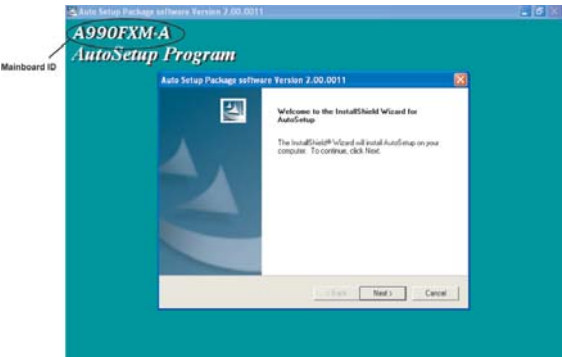 Auto Setup Package software Version 2.00.0011
A990FXM-A
AutoSetup Program
Mainboard ID
Auto Setup Package software Version 2.00.0011
Welcome to the InstallShield Wizard for
AutoSetup
The InstallShield® Wizard will install AutoSetup on your
computer. To continue, click Next.
< Back
Next >
Cancel